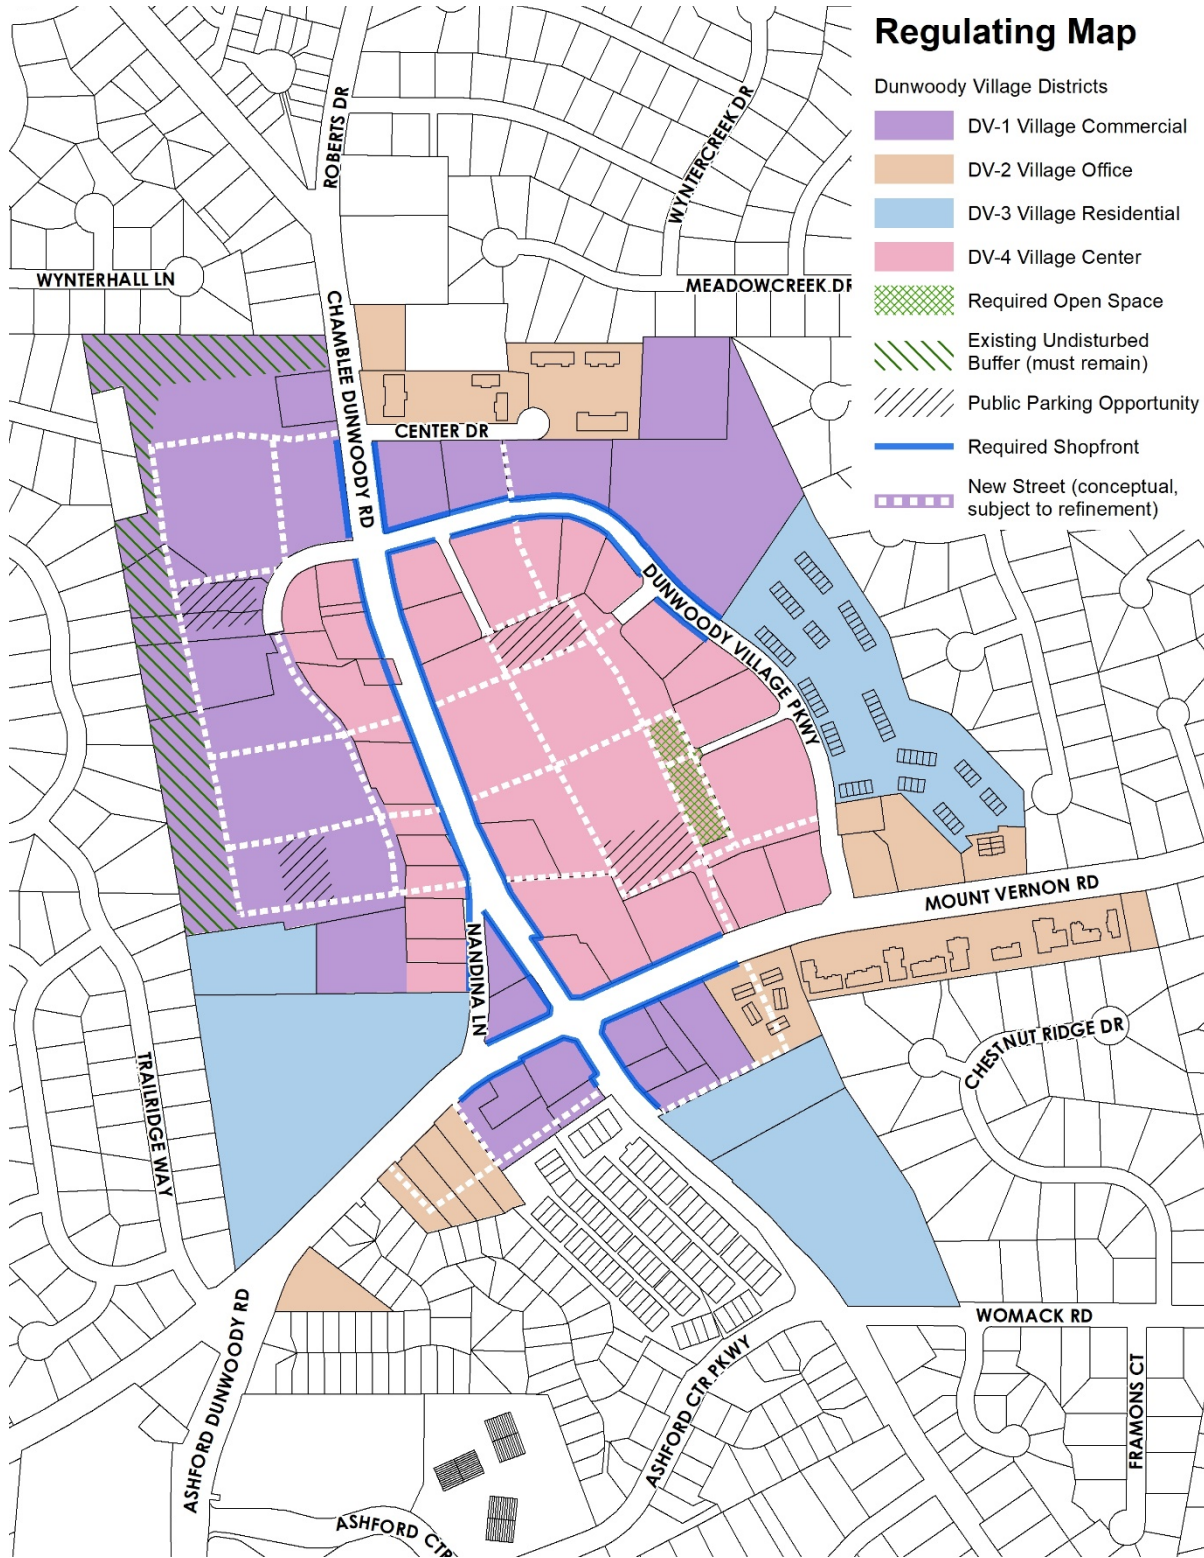 Regulating Map
Dunwoody Village Districts
DV-1 Village Commercial
DV-2 Village Office
DV-3 Village Residential
DV-4 Village Center
Required Open Space
Existing Undisturbed
Buffer (must remain)
Public Parking Opportunity
Required Shopfront
New Street (conceptual,
subject to refinement)
ROBERTS DR
WYNTERCREEK DR
WYNTERHALL LN
MEADOWCREEK DR
CHAMBLEE DUNWOODY RD
CENTER DR
DUNWOODY VILLAGE PKWY
MOUNT VERNON RD
NANDINA LN
CHESTNUT RIDGE DR
TRAILRIDGE WAY
WOMACK RD
ASHFORD DUNWOODY RD
ASHFORD CTR PKWY
FRAMONS CT
ASHFORD CTR